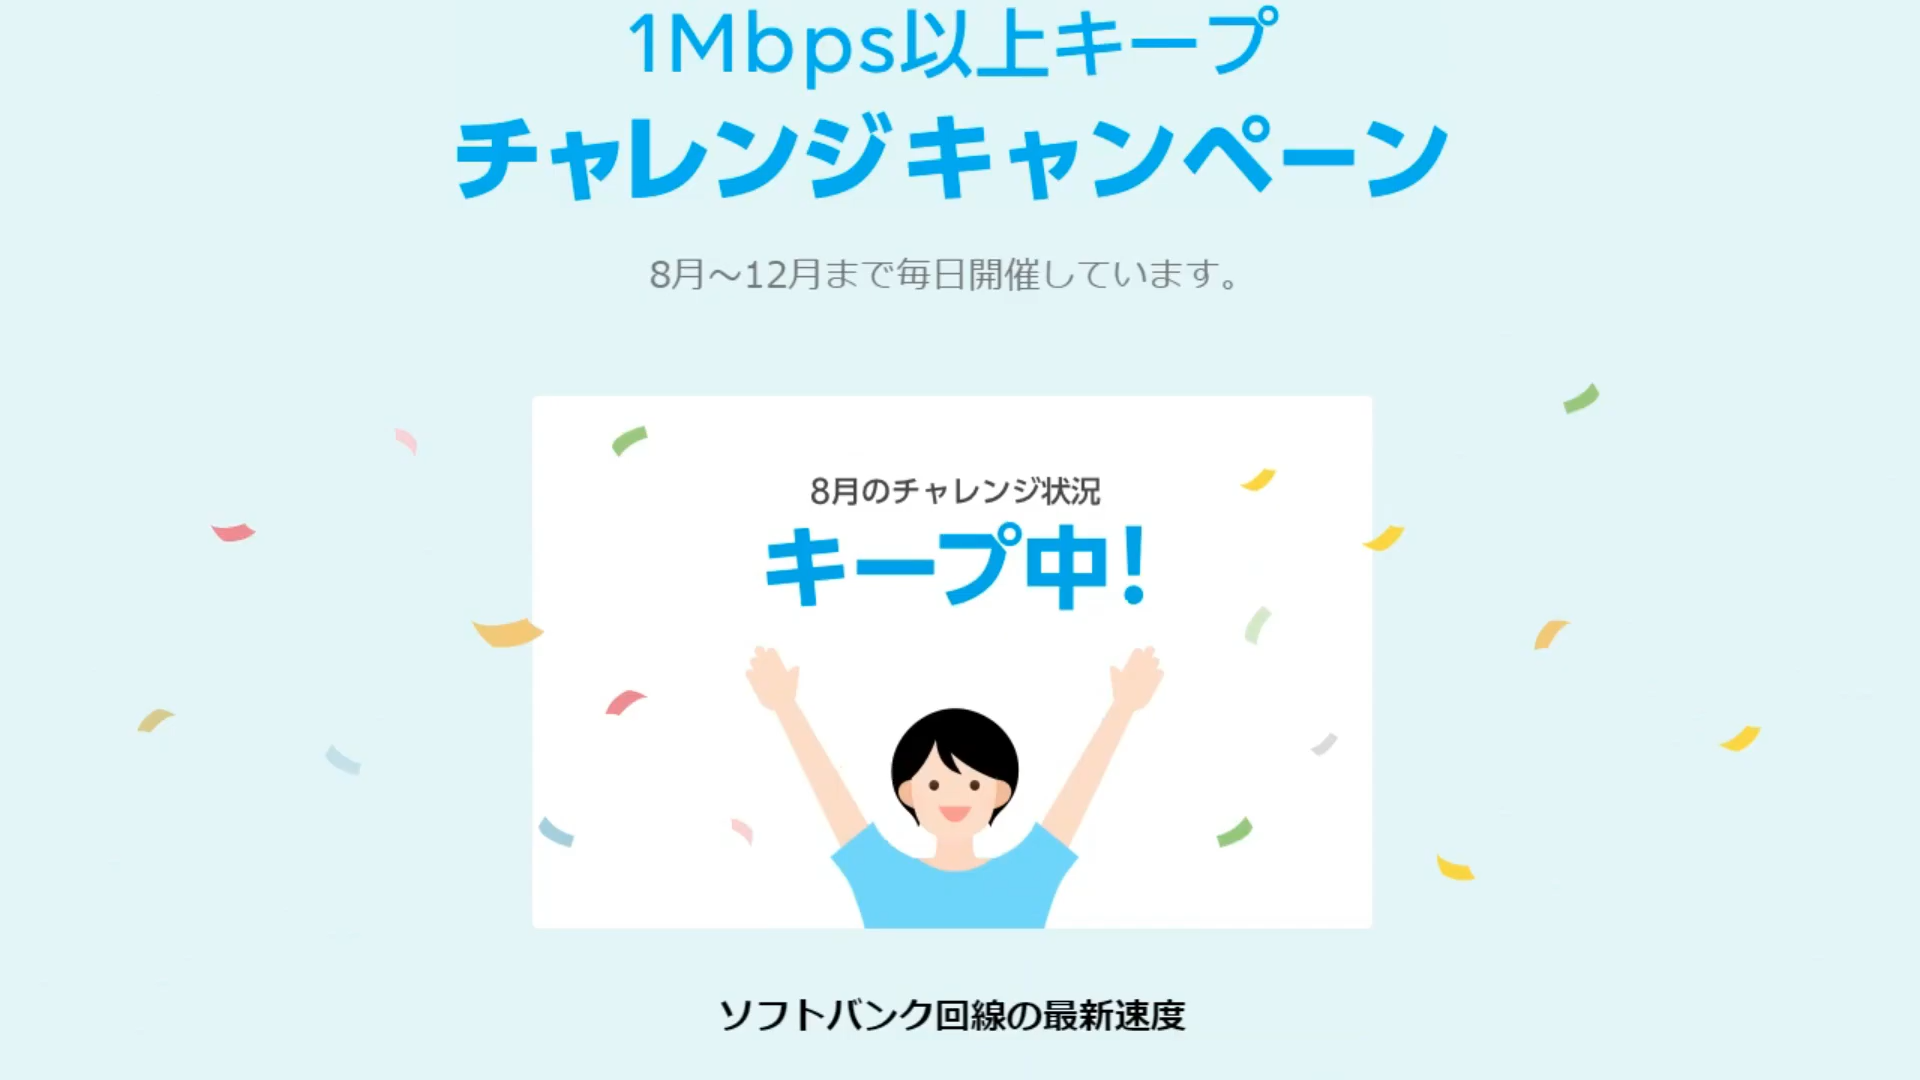 1Mbps以上キープ
チャレンジキャンペーン
8月～12月まで毎日開催しています。
8月のチャレンジ状況
キープ中！
ソフトバンク回線の最新速度